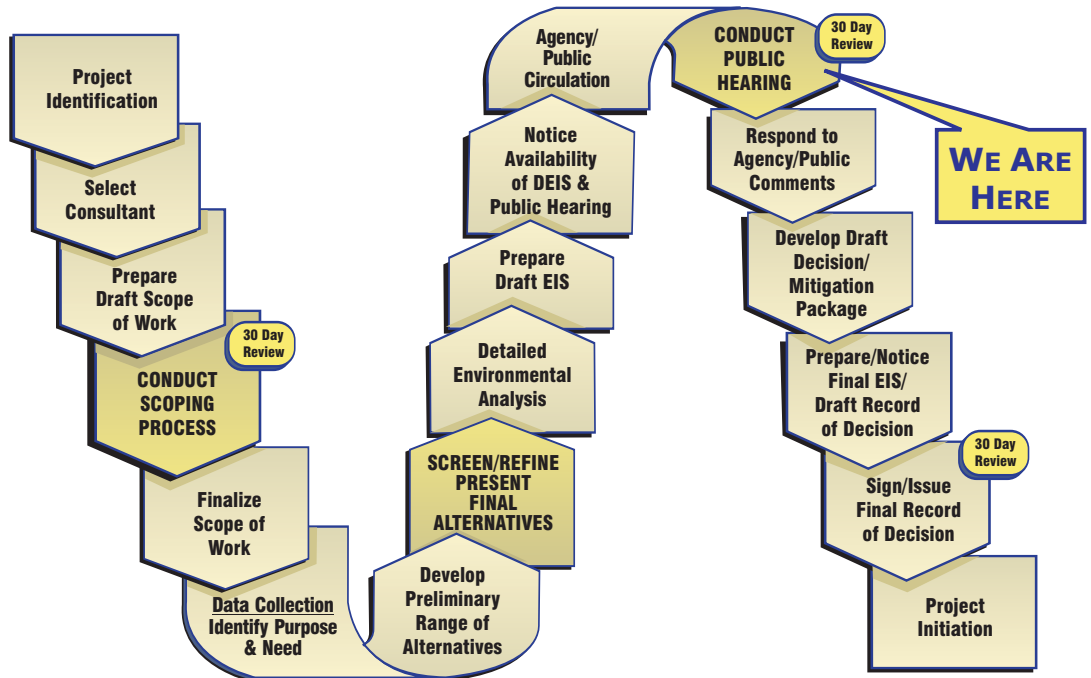 Project
Identification
Select
Consultant
Prepare
Draft Scope
of Work
30 Day
Review
CONDUCT
SCOPING
PROCESS
Finalize
Scope of
Work
Data Collection
Identify Purpose
& Need
Develop
Preliminary
Range of
Alternatives
SCREEN/REFINE
PRESENT
FINAL
ALTERNATIVES
Detailed
Environmental
Analysis
Prepare
Draft EIS
Notice
Availability
of DEIS &
Public Hearing
Agency/
Public
Circulation
CONDUCT
PUBLIC
HEARING
30 Day
Review
WE ARE
HERE
Respond to
Agency/Public
Comments
Develop Draft
Decision/
Mitigation
Package
Prepare/Notice
Final EIS/
Draft Record
of Decision
30 Day
Review
Sign/Issue
Final Record
of Decision
Project
Initiation